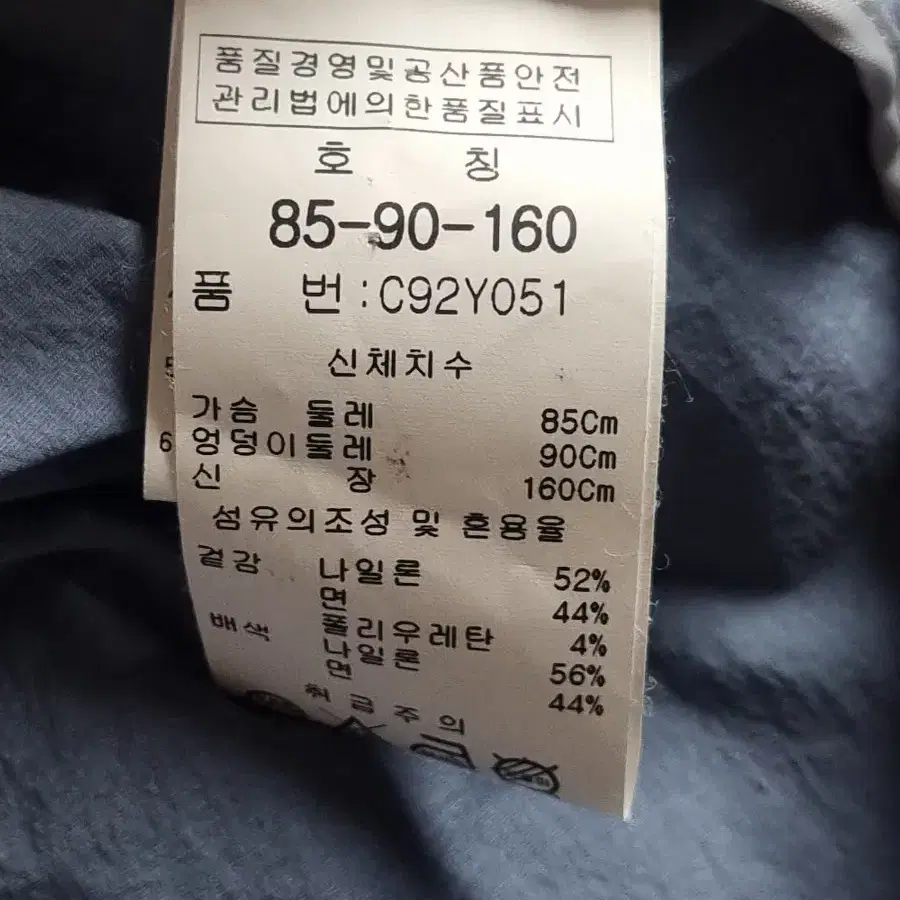 품질경영및공산품안전
관리법에의한품질표시
호 칭
85-90-160
품 번:C92Y051
신체치수
가슴 둘레 85Cm
엉덩이둘레 90Cm
신 장 160Cm
섬유의조성 및 혼용율
겉감 나일론 52%
면 44%
폴리우레탄 4%
배색 나일론 56%
면 44%
취급주의
6